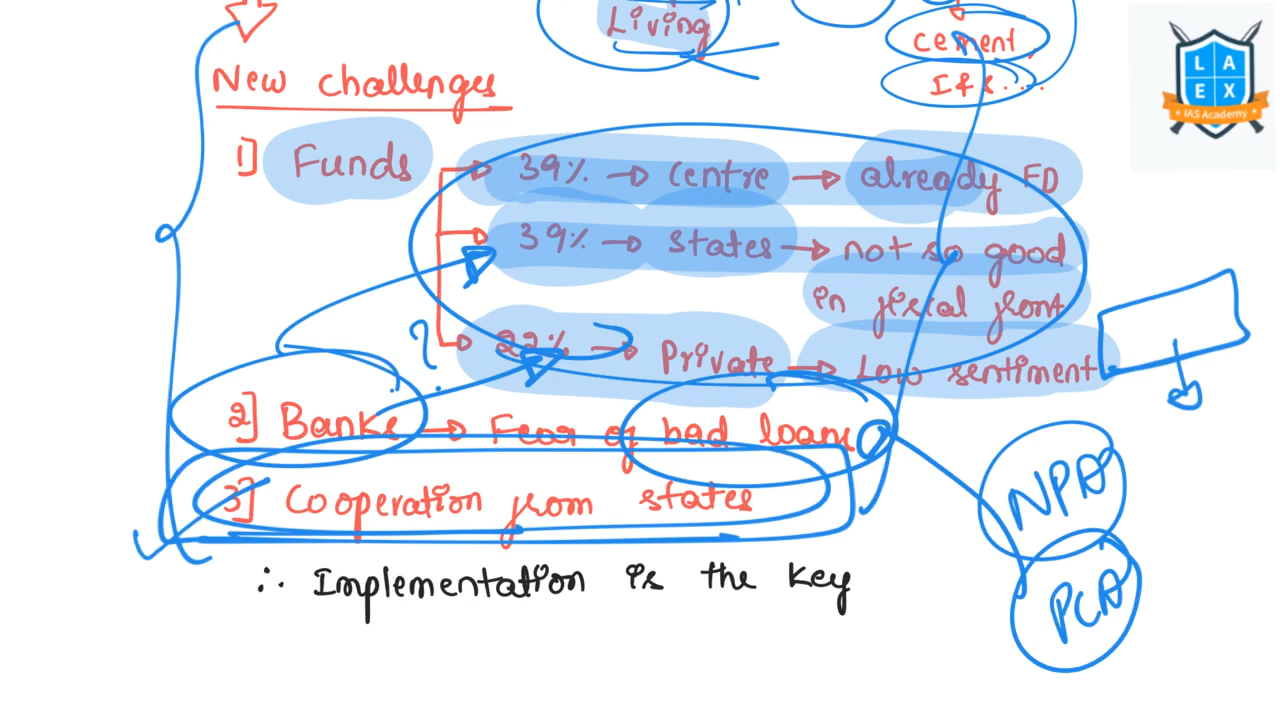 Living
cement
I&S....
LAEX
IAS Academy
New challenges
1] Funds
39% → centre → already FD
39% → states → not so good
in fiscal front
22% → Private → Low sentiment
?
2] Banks → Fear of bad loans
3] Cooperation from states
NPA
PCA
∴ Implementation is the key